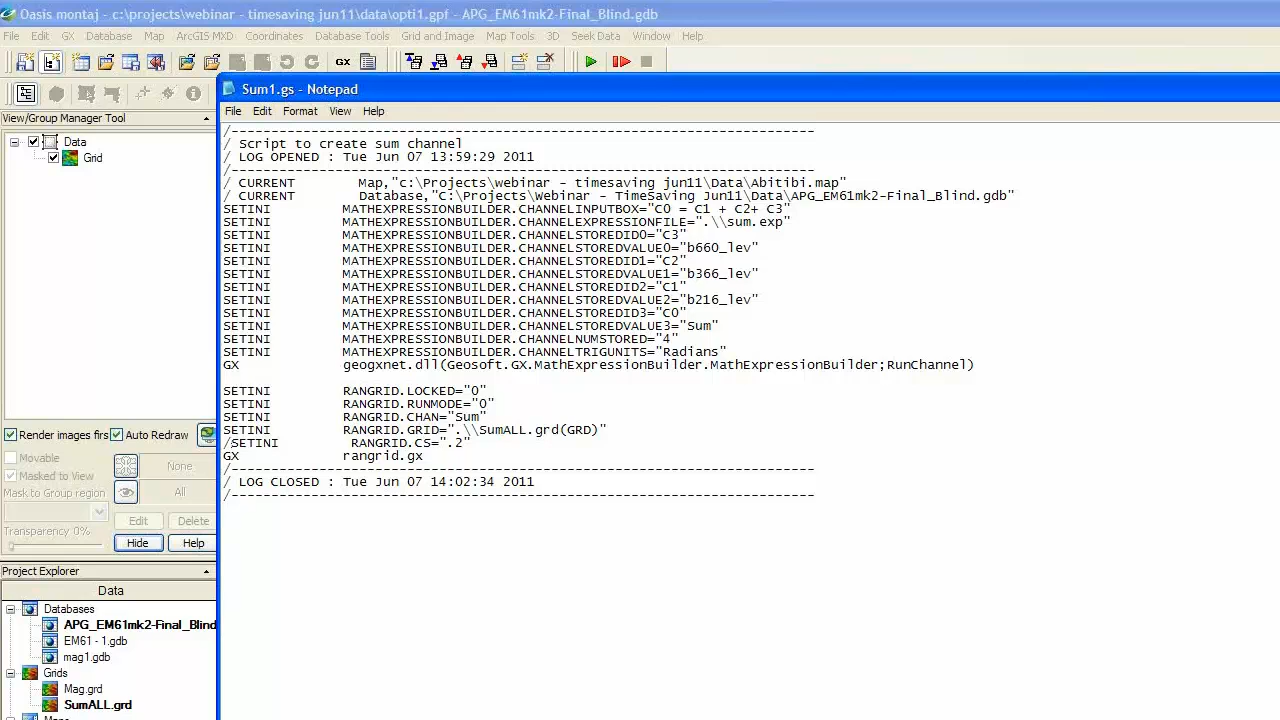 Oasis montaj - c:\projects\webinar - timesaving jun11\data\opti1.gpf - APG_EM61mk2-Final_Blind.gdb
File Edit GX Database Map ArcGIS MXD Coordinates Database Tools Grid and Image Map Tools 3D Seek Data Window Help
GX
Sum1.gs - Notepad
File Edit Format View Help
View/Group Manager Tool
Data
Grid
Render images firs Auto Redraw
Movable
None
Masked to View
All
Mask to Group region
Edit Delete
Transparency 0%
Hide Help
Project Explorer
Data
Databases
APG_EM61mk2-Final_Blind
EM61 - 1.gdb
mag1.gdb
Grids
Mag.grd
SumALL.grd
/--------------------------------------------------------------------------
/ Script to create sum channel
/ LOG OPENED : Tue Jun 07 13:59:29 2011
/--------------------------------------------------------------------------
/ CURRENT Map,"c:\Projects\webinar - timesaving jun11\Data\Abitibi.map"
/ CURRENT Database,"C:\Projects\Webinar - TimeSaving Jun11\Data\APG_EM61mk2-Final_Blind.gdb"
SETINI MATHEXPRESSIONBUILDER.CHANNELINPUTBOX="C0 = C1 + C2+ C3"
SETINI MATHEXPRESSIONBUILDER.CHANNELEXPRESSIONFILE=".\\sum.exp"
SETINI MATHEXPRESSIONBUILDER.CHANNELSTOREDID0="C3"
SETINI MATHEXPRESSIONBUILDER.CHANNELSTOREDVALUE0="b660_lev"
SETINI MATHEXPRESSIONBUILDER.CHANNELSTOREDID1="C2"
SETINI MATHEXPRESSIONBUILDER.CHANNELSTOREDVALUE1="b366_lev"
SETINI MATHEXPRESSIONBUILDER.CHANNELSTOREDID2="C1"
SETINI MATHEXPRESSIONBUILDER.CHANNELSTOREDVALUE2="b216_lev"
SETINI MATHEXPRESSIONBUILDER.CHANNELSTOREDID3="C0"
SETINI MATHEXPRESSIONBUILDER.CHANNELSTOREDVALUE3="Sum"
SETINI MATHEXPRESSIONBUILDER.CHANNELNUMSTORED="4"
SETINI MATHEXPRESSIONBUILDER.CHANNELTRIGUNITS="Radians"
GX geogxnet.dll(Geosoft.GX.MathExpressionBuilder.MathExpressionBuilder;RunChannel)
SETINI RANGRID.LOCKED="0"
SETINI RANGRID.RUNMODE="0"
SETINI RANGRID.CHAN="Sum"
SETINI RANGRID.GRID=".\\SumALL.grd(GRD)"
/SETINI RANGRID.CS=".2"
GX rangrid.gx
/--------------------------------------------------------------------------
/ LOG CLOSED : Tue Jun 07 14:02:34 2011
/--------------------------------------------------------------------------